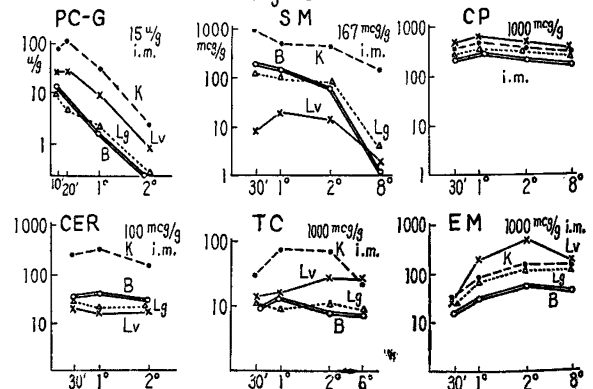 PC-G
15 u/g
i.m.
100
u/g
10
1
K
Lv
Lg
B
10' 20' 1° 2°
SM
167 mcg/g
i.m.
1000
mcg/g
100
10
1
B
K
Lg
Lv
30' 1° 2° 8°
CP
1000 mcg/g
i.m.
1000
100
10
1
30' 1° 2° 8°
CER
100 mcg/g
i.m.
1000
100
10
K
B
Lg
Lv
30' 1° 2°
TC
1000 mcg/g
i.m.
100
10
K
Lv
Lg
B
30' 1° 2° 6°
EM
1000 mcg/g i.m.
1000
100
10
Lv
K
Lg
B
30' 1° 2° 8°